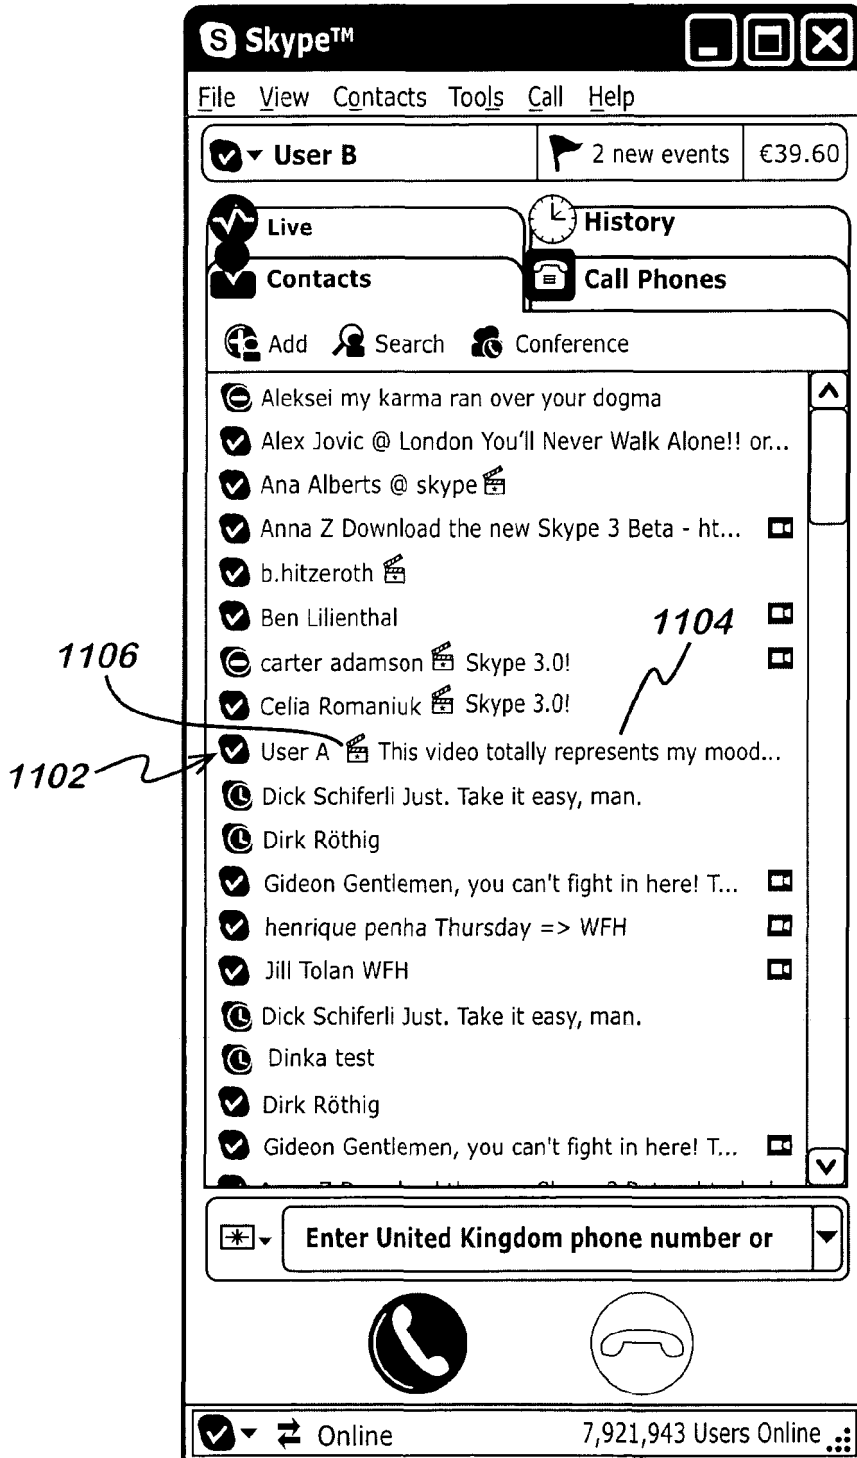 Skype™
File View Contacts Tools Call Help
User B 2 new events €39.60
Live History
Contacts Call Phones
Add Search Conference
Aleksei my karma ran over your dogma
Alex Jovic @ London You'll Never Walk Alone!! or...
Ana Alberts @ skype
Anna Z Download the new Skype 3 Beta - ht...
b.hitzeroth
Ben Lilienthal
1104
1106
carter adamson Skype 3.0!
Celia Romaniuk Skype 3.0!
User A This video totally represents my mood...
1102
Dick Schiferli Just. Take it easy, man.
Dirk Röthig
Gideon Gentlemen, you can't fight in here! T...
henrique penha Thursday => WFH
Jill Tolan WFH
Dick Schiferli Just. Take it easy, man.
Dinka test
Dirk Röthig
Gideon Gentlemen, you can't fight in here! T...
Enter United Kingdom phone number or
Online 7,921,943 Users Online